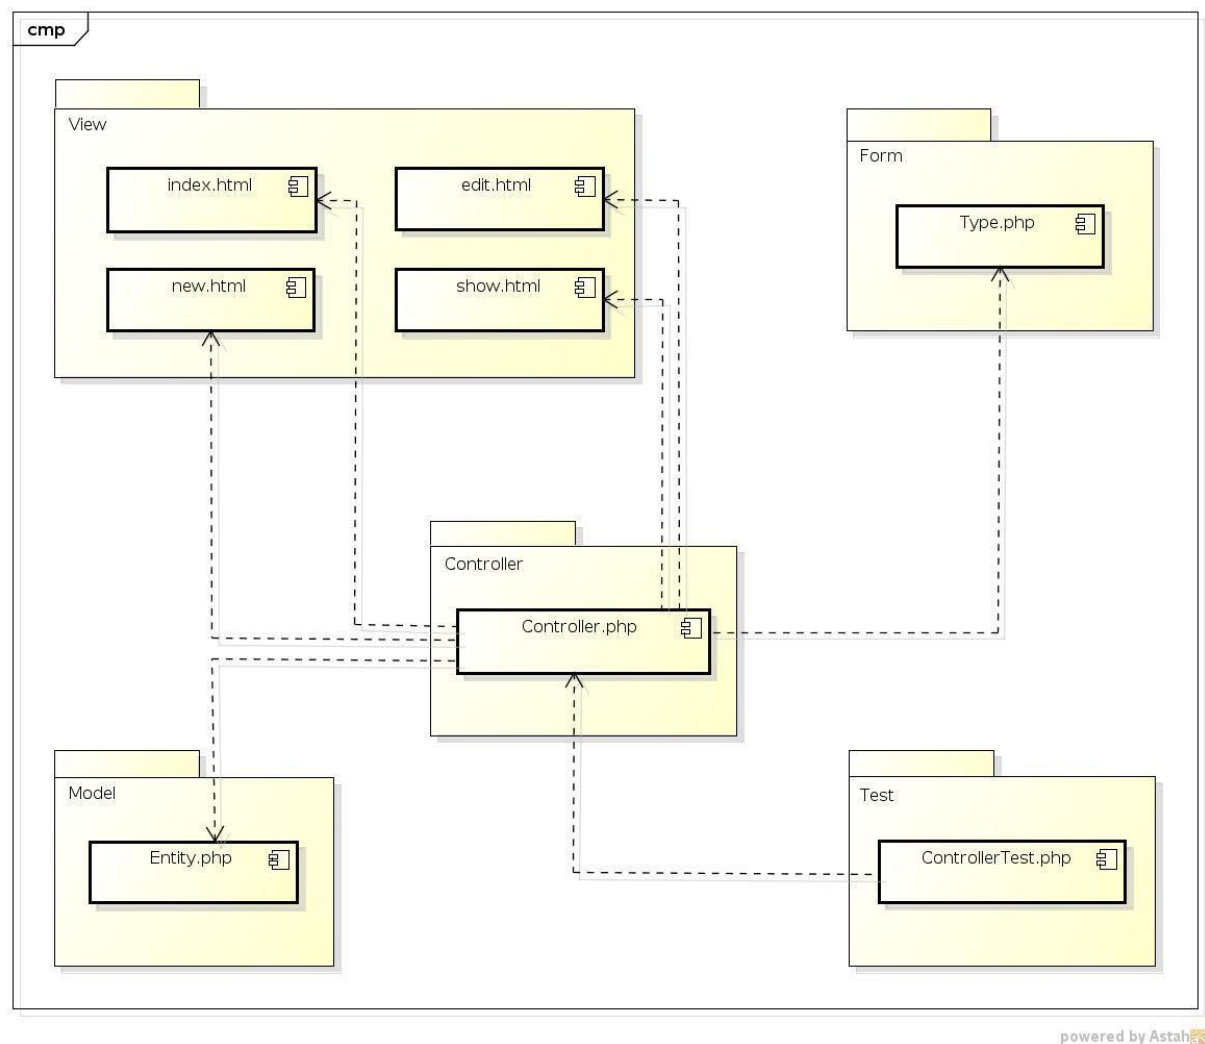 cmp
View
index.html
edit.html
new.html
show.html
Form
Type.php
Controller
Controller.php
Model
Entity.php
Test
ControllerTest.php
powered by Astah